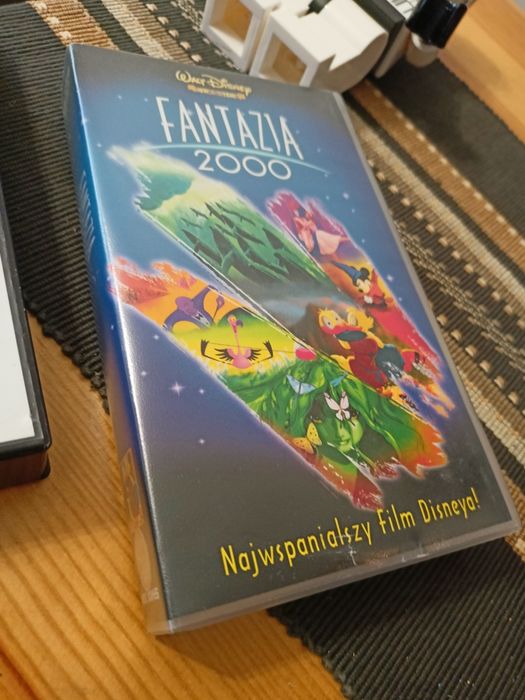 Walt Disney
FANTAZJA
2000
Najwspanialszy Film Disneya!